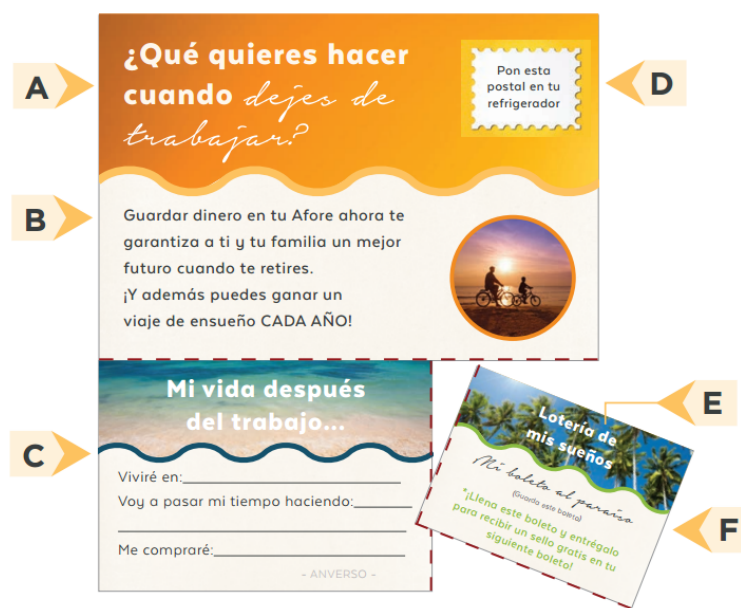 A
¿Qué quieres hacer
cuando dejes de
trabajar?
Pon esta
postal en tu
refrigerador
D
B
Guardar dinero en tu Afore ahora te
garantiza a ti y tu familia un mejor
futuro cuando te retires.
¡Y además puedes ganar un
viaje de ensueño CADA AÑO!
C
Mi vida después
del trabajo...
Viviré en:
Voy a pasar mi tiempo haciendo:
Me compraré:
- ANVERSO -
E
Lotería de
mis sueños
Mi boleto al paraíso
(Guarda este boleto)
*¡Llena este boleto y entrégalo
para recibir un sello gratis en tu
siguiente boleto!
F